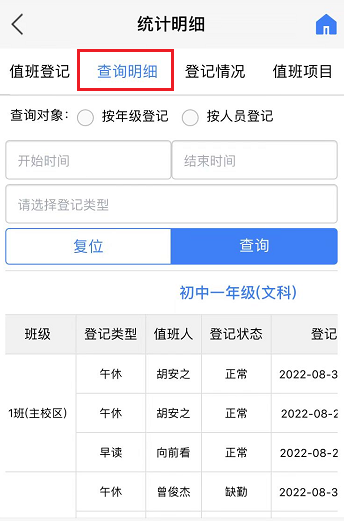 统计明细
值班登记 查询明细 登记情况 值班项目
查询对象： 按年级登记 按人员登记
开始时间 结束时间
请选择登记类型
复位 查询
初中一年级(文科)
班级 登记类型 值班人 登记状态 登记
午休 胡安之 正常 2022-08-3
1班(主校区) 午休 胡安之 正常 2022-08-2
早读 向前看 正常 2022-08-2
午休 曾俊杰 缺勤 2022-08-3